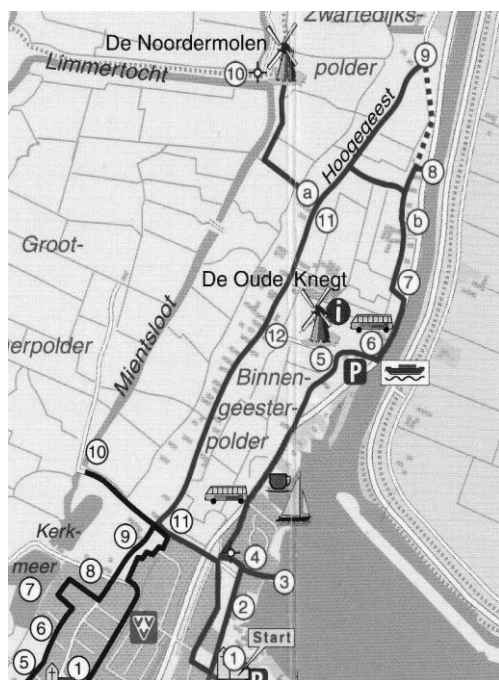 Zwartedijks-
polder
De Noordermolen
Limmertocht
10
9
Hoogegeest
8
a
11
b
Groot-
erpolder
De Oude Knegt
i
7
12
5
6
P
Mientsloot
Binnen-
geester-
polder
10
9
11
Kerk-
meer
8
7
4
3
2
6
VVV
Start
1
5
1
P